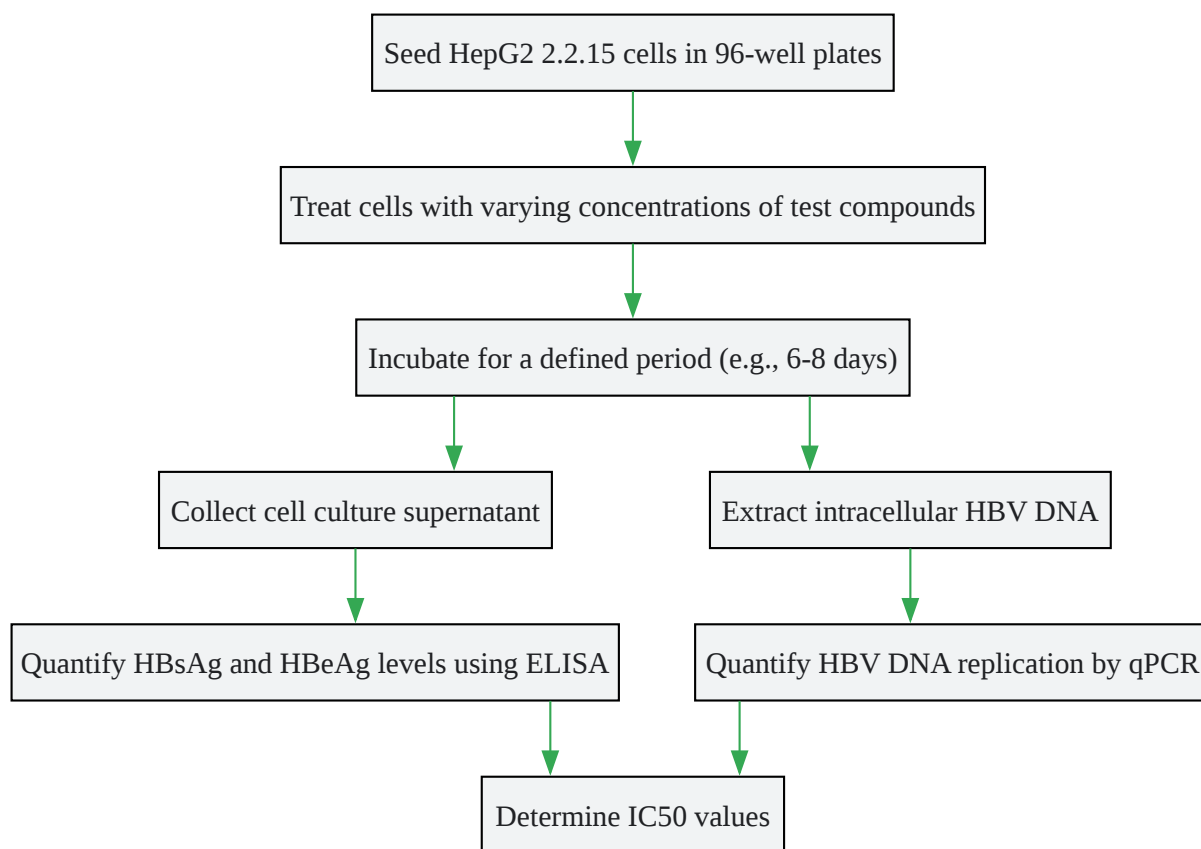 Seed HepG2 2.2.15 cells in 96-well plates
Treat cells with varying concentrations of test compounds
Incubate for a defined period (e.g., 6-8 days)
Collect cell culture supernatant
Extract intracellular HBV DNA
Quantify HBsAg and HBeAg levels using ELISA
Quantify HBV DNA replication by qPCR
Determine IC50 values